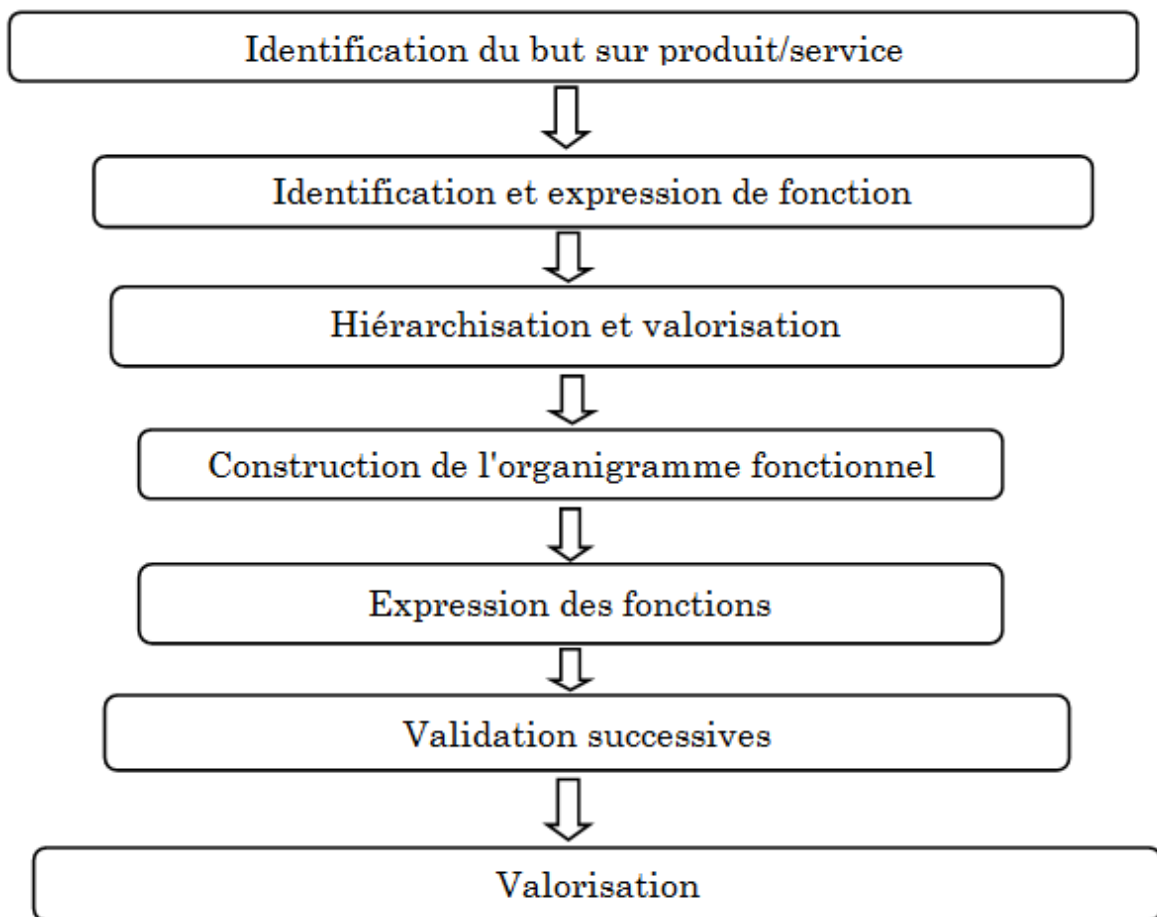 Identification du but sur produit/service
Identification et expression de fonction
Hiérarchisation et valorisation
Construction de l'organigramme fonctionnel
Expression des fonctions
Validation successives
Valorisation